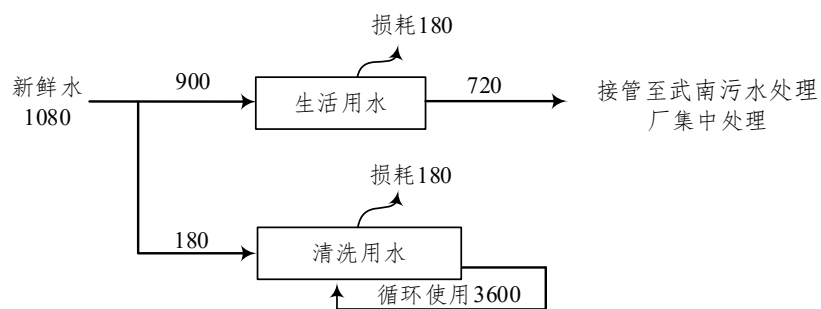 损耗180
新鲜水
1080
900
生活用水
720
接管至武南污水处理
厂集中处理
损耗180
180
清洗用水
循环使用3600